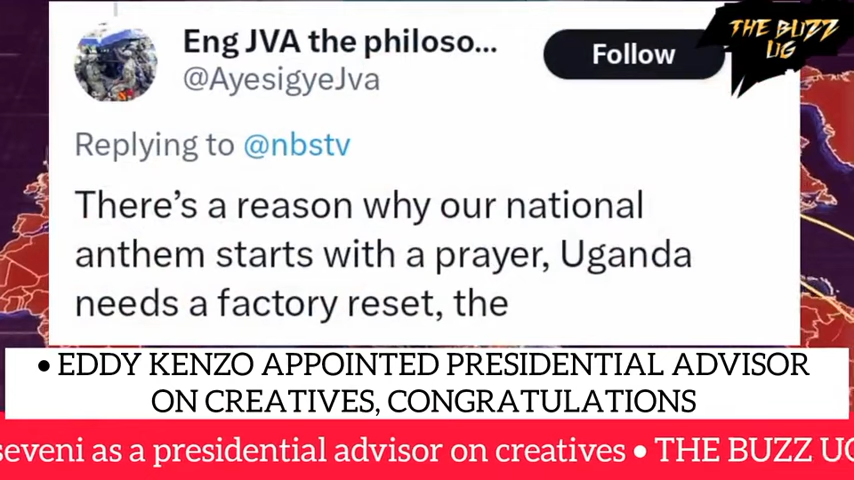 Eng JVA the philoso...
@AyesigyeJva
Follow
THE BUZZ
UG
Replying to @nbstv
There's a reason why our national
anthem starts with a prayer, Uganda
needs a factory reset, the
• EDDY KENZO APPOINTED PRESIDENTIAL ADVISOR
ON CREATIVES, CONGRATULATIONS
seveni as a presidential advisor on creatives • THE BUZZ UG